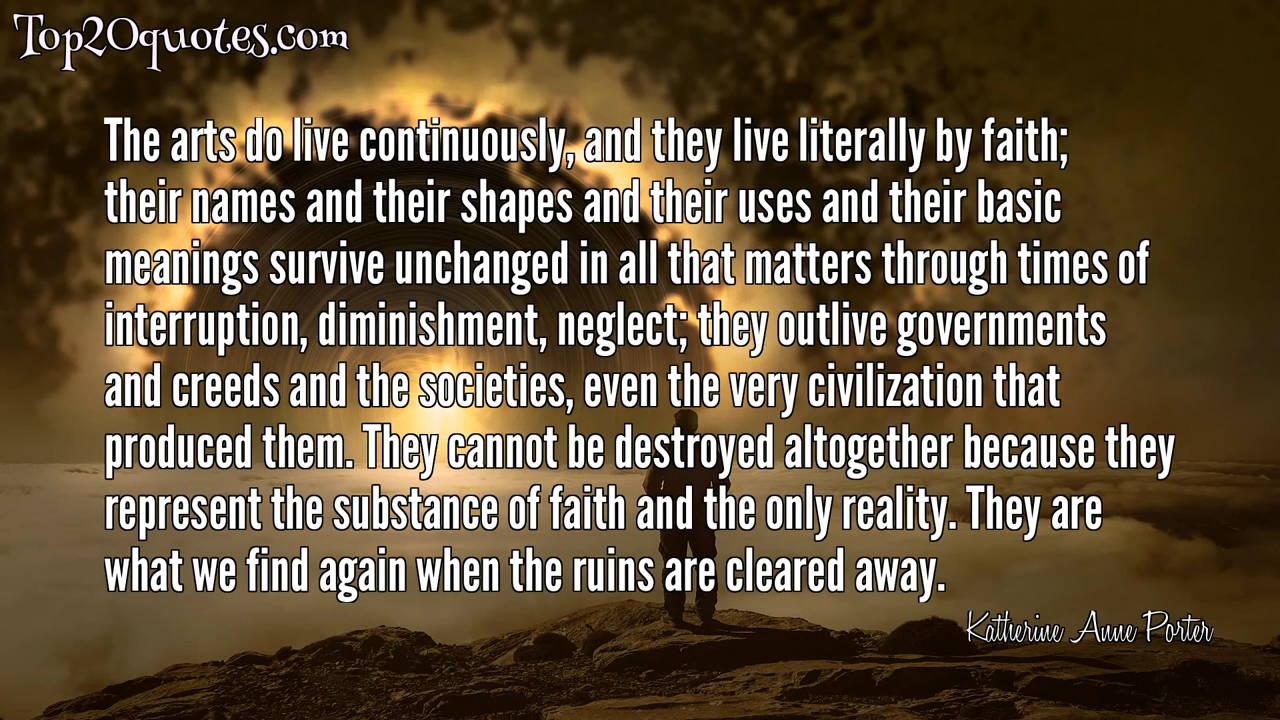 Top20quotes.com
The arts do live continuously, and they live literally by faith;
their names and their shapes and their uses and their basic
meanings survive unchanged in all that matters through times of
interruption, diminishment, neglect; they outlive governments
and creeds and the societies, even the very civilization that
produced them. They cannot be destroyed altogether because they
represent the substance of faith and the only reality. They are
what we find again when the ruins are cleared away.
Katherine Anne Porter